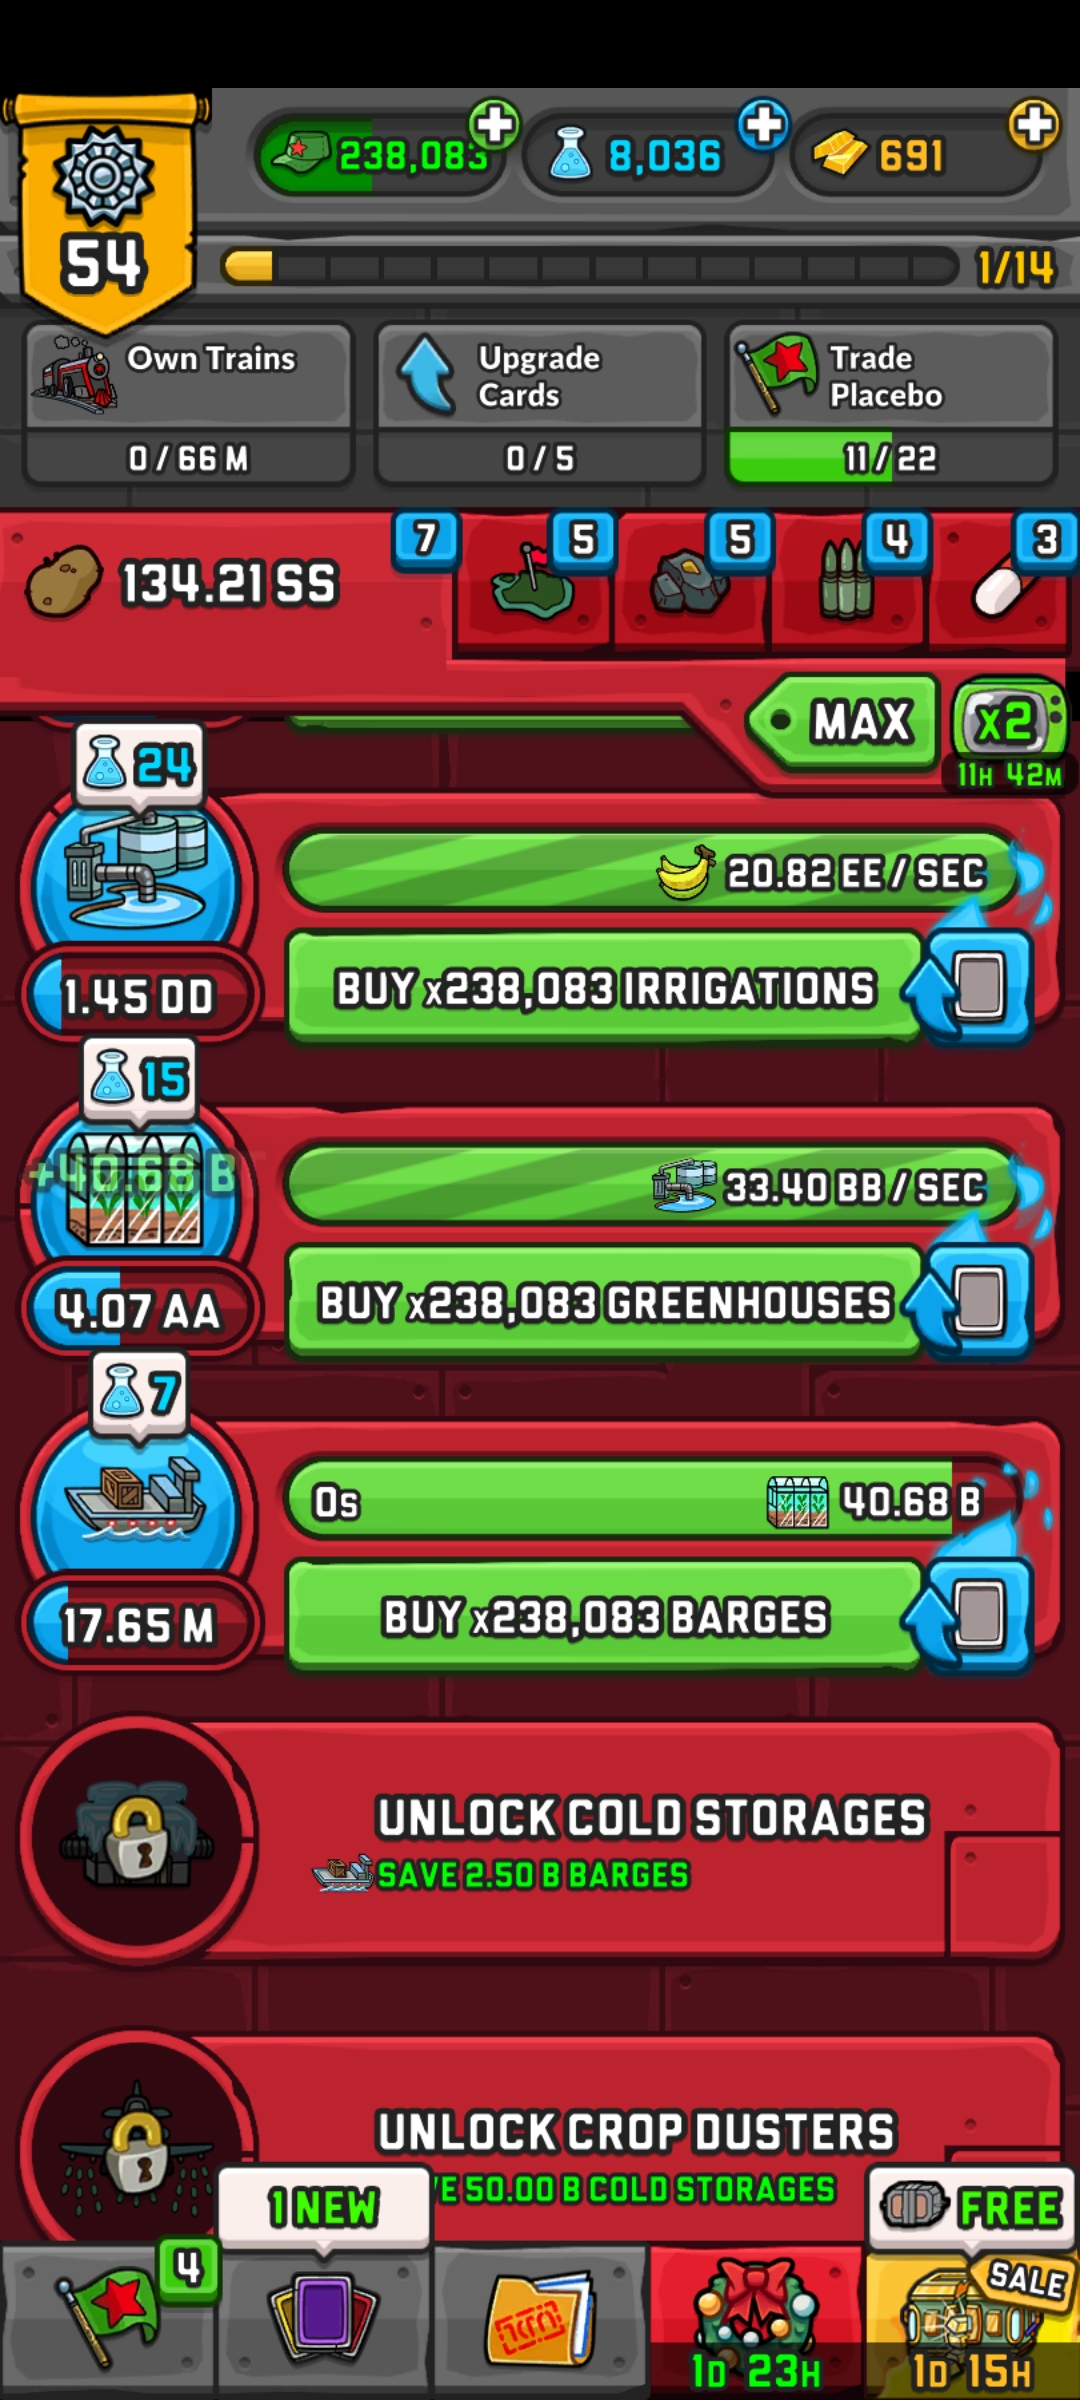 54
238,083
8,036
691
1/14
Own Trains
0 / 66 M
Upgrade
Cards
0 / 5
Trade
Placebo
11 / 22
134.21 SS
7
5
5
4
3
MAX
x2
11H 42M
24
20.82 EE / SEC
1.45 DD
BUY x238,083 IRRIGATIONS
15
+40.68 B
33.40 BB / SEC
4.07 AA
BUY x238,083 GREENHOUSES
7
0s
40.68 B
17.65 M
BUY x238,083 BARGES
UNLOCK COLD STORAGES
SAVE 2.50 B BARGES
UNLOCK CROP DUSTERS
50.00 B COLD STORAGES
1 NEW
FREE
4
SALE
1D 23H
1D 15H